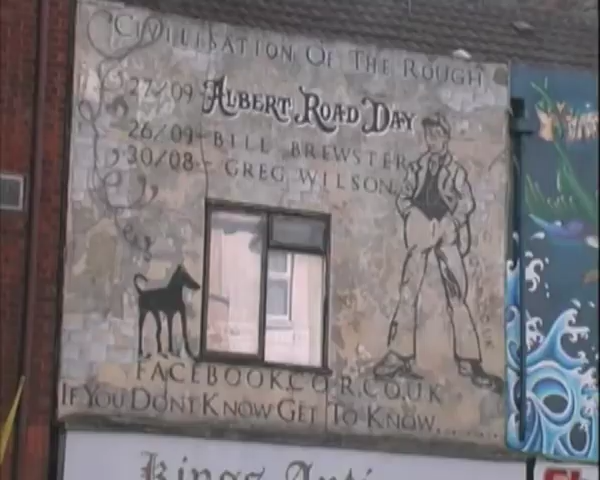 CIVILISATION OF THE ROUGH
27/09 ALBERT ROAD DAY
26/09 - BILL BREWSTER
30/08 - GREG WILSON
FACEBOOK.C.O.R.CO.UK
IF YOU DONT KNOW GET TO KNOW.......
Kings